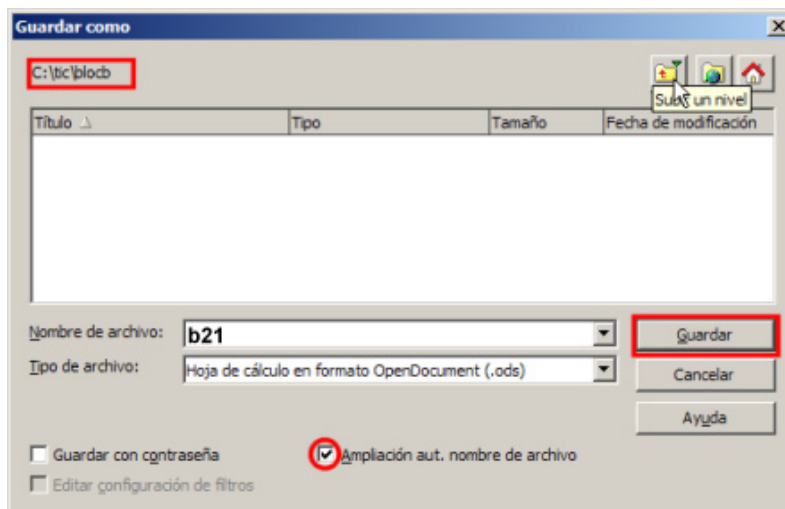 Guardar como
C:\tic\blocb
Subir un nivel
Título Tipo Tamaño Fecha de modificación
Nombre de archivo: b21 Guardar
Tipo de archivo: Hoja de cálculo en formato OpenDocument (.ods) Cancelar
Ayuda
Guardar con contraseña Ampliación aut. nombre de archivo
Editar configuración de filtros